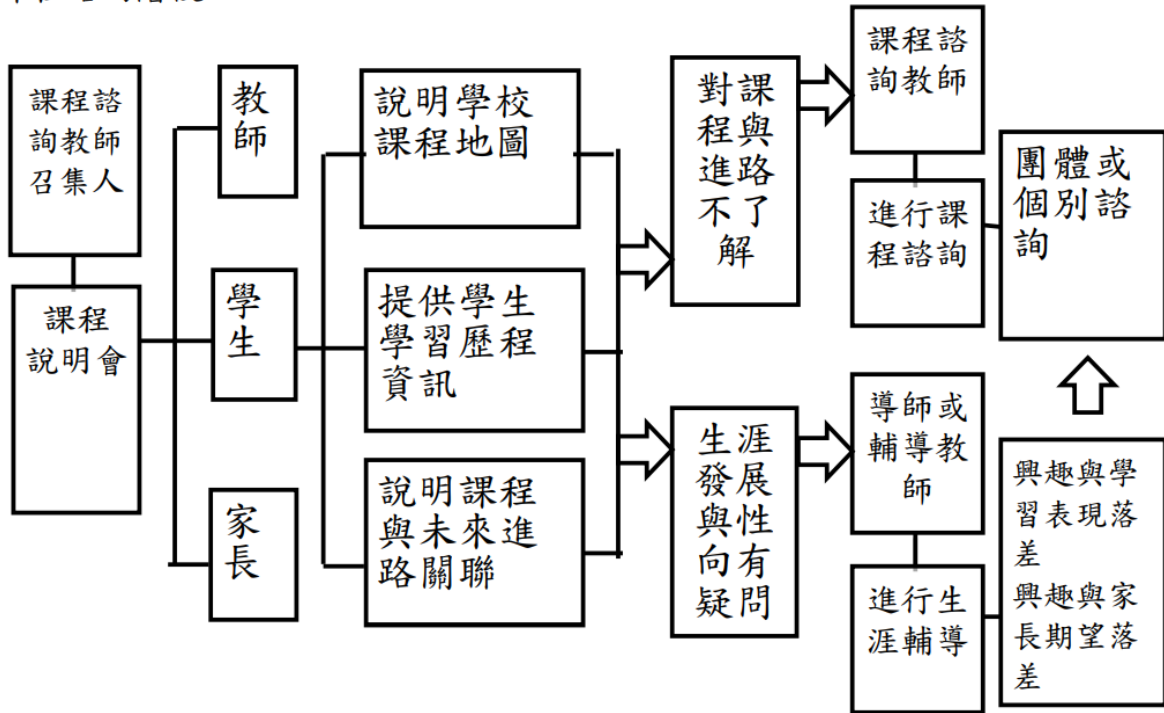 課程諮
詢教師
召集人
課程
說明會
教
師
學
生
家
長
說明學校
課程地圖
提供學生
學習歷程
資訊
說明課程
與未來進
路關聯
對課
程與
進路
不了
解
生涯
發展
與性
向有
疑問
課程諮
詢教師
進行課
程諮詢
團體或
個別諮
詢
導師或
輔導教
師
進行生
涯輔導
興趣與學
習表現落
差
興趣與家
長期望落
差